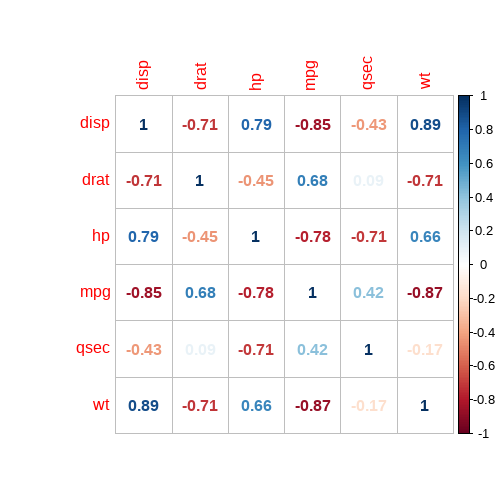 disp drat hp mpg qsec wt
disp 1 -0.71 0.79 -0.85 -0.43 0.89
drat -0.71 1 -0.45 0.68 0.09 -0.71
hp 0.79 -0.45 1 -0.78 -0.71 0.66
mpg -0.85 0.68 -0.78 1 0.42 -0.87
qsec -0.43 0.09 -0.71 0.42 1 -0.17
wt 0.89 -0.71 0.66 -0.87 -0.17 1
1
0.8
0.6
0.4
0.2
0
-0.2
-0.4
-0.6
-0.8
-1